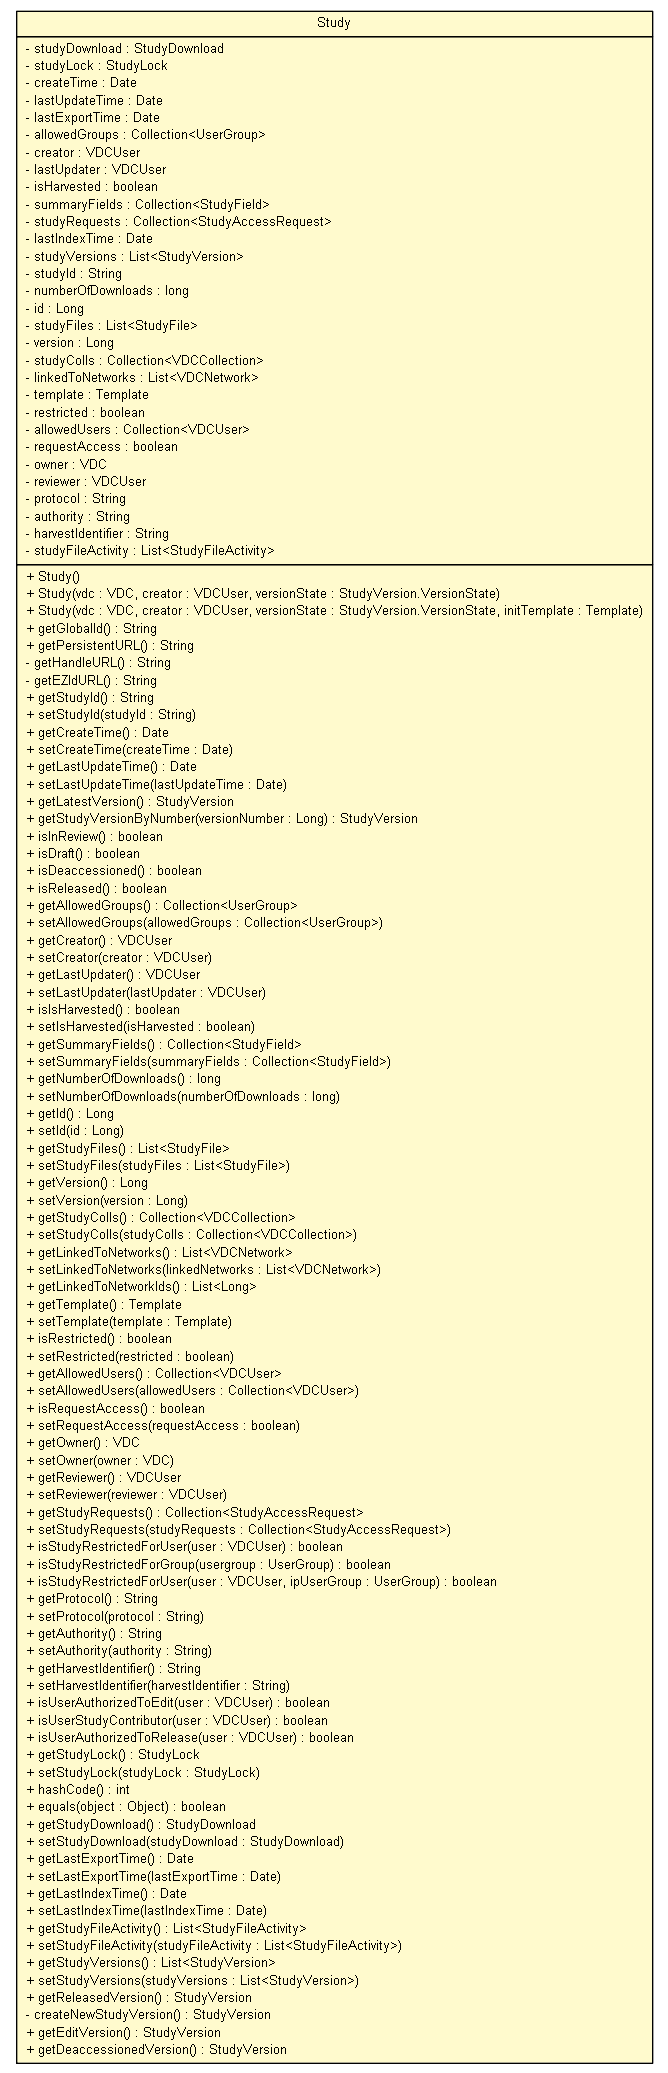 Study
- studyDownload : StudyDownload
- studyLock : StudyLock
- createTime : Date
- lastUpdateTime : Date
- lastExportTime : Date
- allowedGroups : Collection<UserGroup>
- creator : VDCUser
- lastUpdater : VDCUser
- isHarvested : boolean
- summaryFields : Collection<StudyField>
- studyRequests : Collection<StudyAccessRequest>
- lastIndexTime : Date
- studyVersions : List<StudyVersion>
- studyId : String
- numberOfDownloads : long
- id : Long
- studyFiles : List<StudyFile>
- version : Long
- studyColls : Collection<VDCCollection>
- linkedToNetworks : List<VDCNetwork>
- template : Template
- restricted : boolean
- allowedUsers : Collection<VDCUser>
- requestAccess : boolean
- owner : VDC
- reviewer : VDCUser
- protocol : String
- authority : String
- harvestIdentifier : String
- studyFileActivity : List<StudyFileActivity>
+ Study()
+ Study(vdc : VDC, creator : VDCUser, versionState : StudyVersion.VersionState)
+ Study(vdc : VDC, creator : VDCUser, versionState : StudyVersion.VersionState, initTemplate : Template)
+ getGlobalId() : String
+ getPersistentURL() : String
- getHandleURL() : String
- getEZIdURL() : String
+ getStudyId() : String
+ setStudyId(studyId : String)
+ getCreateTime() : Date
+ setCreateTime(createTime : Date)
+ getLastUpdateTime() : Date
+ setLastUpdateTime(lastUpdateTime : Date)
+ getLatestVersion() : StudyVersion
+ getStudyVersionByNumber(versionNumber : Long) : StudyVersion
+ isInReview() : boolean
+ isDraft() : boolean
+ isDeaccessioned() : boolean
+ isReleased() : boolean
+ getAllowedGroups() : Collection<UserGroup>
+ setAllowedGroups(allowedGroups : Collection<UserGroup>)
+ getCreator() : VDCUser
+ setCreator(creator : VDCUser)
+ getLastUpdater() : VDCUser
+ setLastUpdater(lastUpdater : VDCUser)
+ isIsHarvested() : boolean
+ setIsHarvested(isHarvested : boolean)
+ getSummaryFields() : Collection<StudyField>
+ setSummaryFields(summaryFields : Collection<StudyField>)
+ getNumberOfDownloads() : long
+ setNumberOfDownloads(numberOfDownloads : long)
+ getId() : Long
+ setId(id : Long)
+ getStudyFiles() : List<StudyFile>
+ setStudyFiles(studyFiles : List<StudyFile>)
+ getVersion() : Long
+ setVersion(version : Long)
+ getStudyColls() : Collection<VDCCollection>
+ setStudyColls(studyColls : Collection<VDCCollection>)
+ getLinkedToNetworks() : List<VDCNetwork>
+ setLinkedToNetworks(linkedNetworks : List<VDCNetwork>)
+ getLinkedToNetworkIds() : List<Long>
+ getTemplate() : Template
+ setTemplate(template : Template)
+ isRestricted() : boolean
+ setRestricted(restricted : boolean)
+ getAllowedUsers() : Collection<VDCUser>
+ setAllowedUsers(allowedUsers : Collection<VDCUser>)
+ isRequestAccess() : boolean
+ setRequestAccess(requestAccess : boolean)
+ getOwner() : VDC
+ setOwner(owner : VDC)
+ getReviewer() : VDCUser
+ setReviewer(reviewer : VDCUser)
+ getStudyRequests() : Collection<StudyAccessRequest>
+ setStudyRequests(studyRequests : Collection<StudyAccessRequest>)
+ isStudyRestrictedForUser(user : VDCUser) : boolean
+ isStudyRestrictedForGroup(usergroup : UserGroup) : boolean
+ isStudyRestrictedForUser(user : VDCUser, ipUserGroup : UserGroup) : boolean
+ getProtocol() : String
+ setProtocol(protocol : String)
+ getAuthority() : String
+ setAuthority(authority : String)
+ getHarvestIdentifier() : String
+ setHarvestIdentifier(harvestIdentifier : String)
+ isUserAuthorizedToEdit(user : VDCUser) : boolean
+ isUserStudyContributor(user : VDCUser) : boolean
+ isUserAuthorizedToRelease(user : VDCUser) : boolean
+ getStudyLock() : StudyLock
+ setStudyLock(studyLock : StudyLock)
+ hashCode() : int
+ equals(object : Object) : boolean
+ getStudyDownload() : StudyDownload
+ setStudyDownload(studyDownload : StudyDownload)
+ getLastExportTime() : Date
+ setLastExportTime(lastExportTime : Date)
+ getLastIndexTime() : Date
+ setLastIndexTime(lastIndexTime : Date)
+ getStudyFileActivity() : List<StudyFileActivity>
+ setStudyFileActivity(studyFileActivity : List<StudyFileActivity>)
+ getStudyVersions() : List<StudyVersion>
+ setStudyVersions(studyVersions : List<StudyVersion>)
+ getReleasedVersion() : StudyVersion
- createNewStudyVersion() : StudyVersion
+ getEditVersion() : StudyVersion
+ getDeaccessionedVersion() : StudyVersion